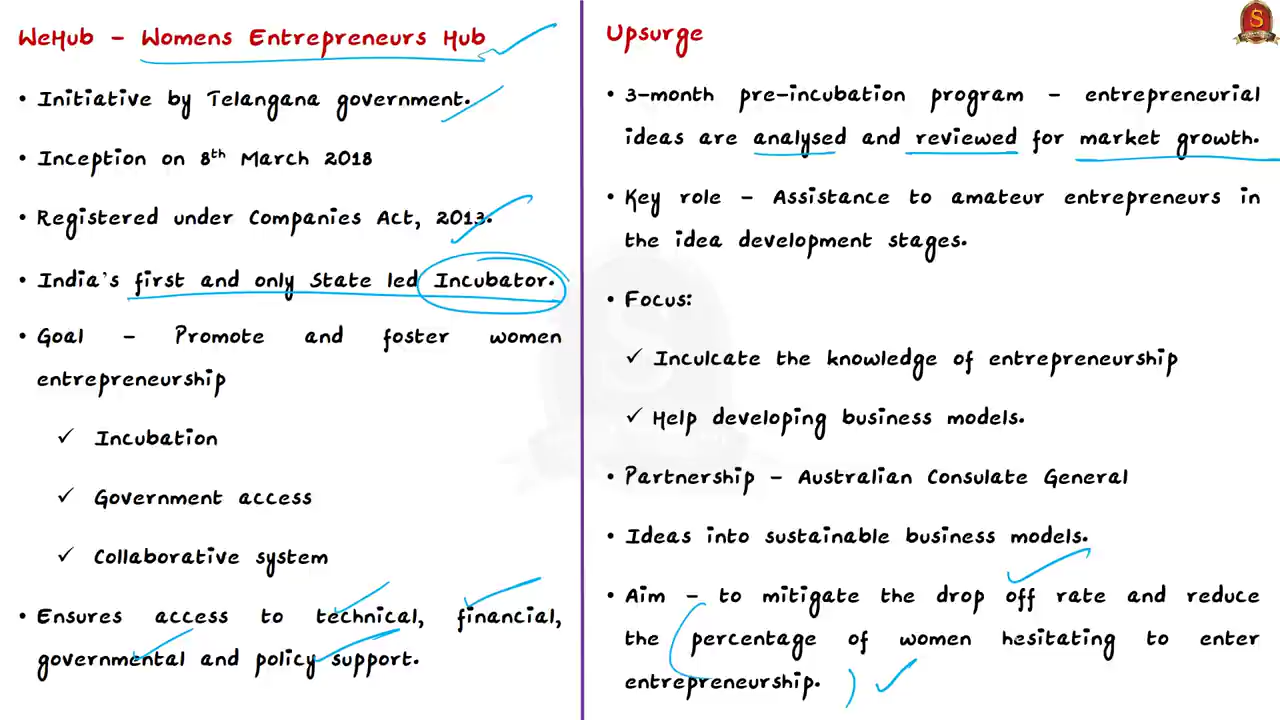 WeHub – Womens Entrepreneurs Hub
• Initiative by Telangana government.
• Inception on 8th March 2018
• Registered under Companies Act, 2013.
• India's first and only State led Incubator.
• Goal – Promote and foster women
entrepreneurship
✓ Incubation
✓ Government access
✓ Collaborative system
• Ensures access to technical, financial,
governmental and policy support.
Upsurge
• 3-month pre-incubation program – entrepreneurial
ideas are analysed and reviewed for market growth.
• Key role – Assistance to amateur entrepreneurs in
the idea development stages.
• Focus:
✓ Inculcate the knowledge of entrepreneurship
✓ Help developing business models.
• Partnership – Australian Consulate General
• Ideas into sustainable business models.
• Aim – to mitigate the drop off rate and reduce
the percentage of women hesitating to enter
entrepreneurship.